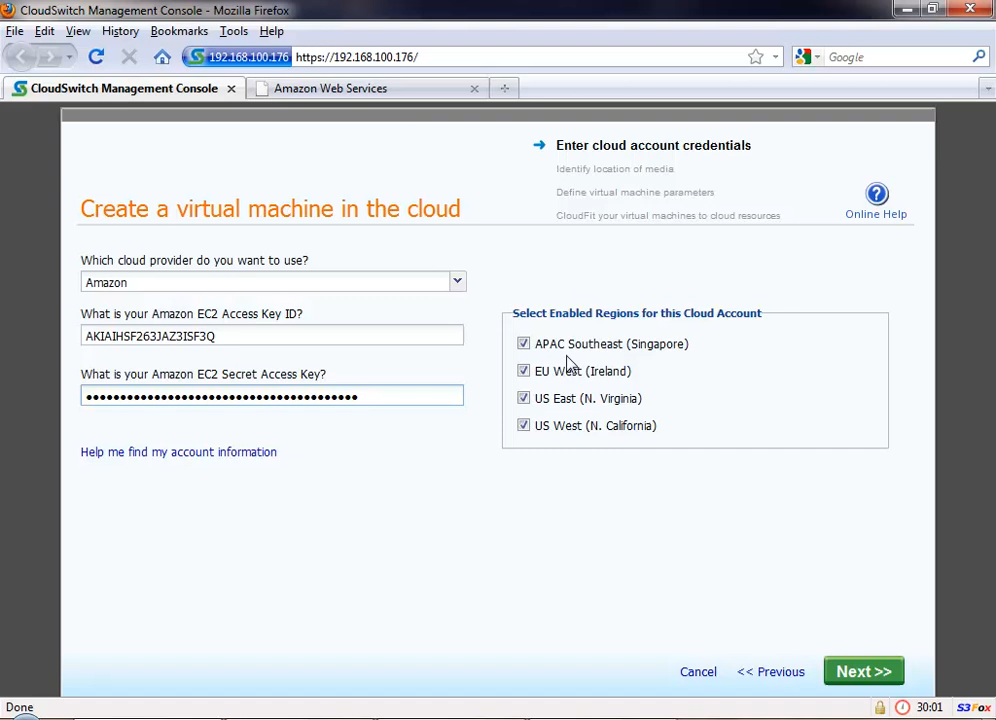 CloudSwitch Management Console - Mozilla Firefox
File Edit View History Bookmarks Tools Help
192.168.100.176 https://192.168.100.176/
Google
CloudSwitch Management Console
Amazon Web Services
Enter cloud account credentials
Identify location of media
Define virtual machine parameters
CloudFit your virtual machines to cloud resources
Online Help
Create a virtual machine in the cloud
Which cloud provider do you want to use?
Amazon
What is your Amazon EC2 Access Key ID?
AKIAIHSF263JAZ3ISF3Q
What is your Amazon EC2 Secret Access Key?
Help me find my account information
Select Enabled Regions for this Cloud Account
APAC Southeast (Singapore)
EU West (Ireland)
US East (N. Virginia)
US West (N. California)
Cancel << Previous Next >>
Done 30:01 S3Fox